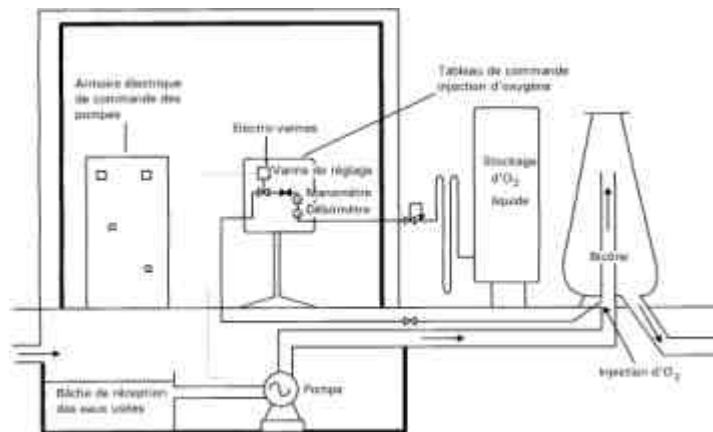 Armoire électrique
de commande des
pompes
Tableau de commande
injection d'oxygène
Electro-vannes
Vanne de réglage
Manomètre
Débitmètre
Stockage
d'O2
liquide
Bicône
Injection d'O2
Pompe
Bâche de réception
des eaux usées